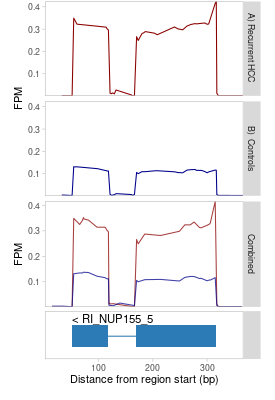 0.4
0.3
0.2
0.1
FPM
A) Recurrent HCC
0.4
0.3
0.2
0.1
B) Controls
0.4
0.3
0.2
0.1
FPM
Combined
< RI_NUP155_5
100
200
300
Distance from region start (bp)